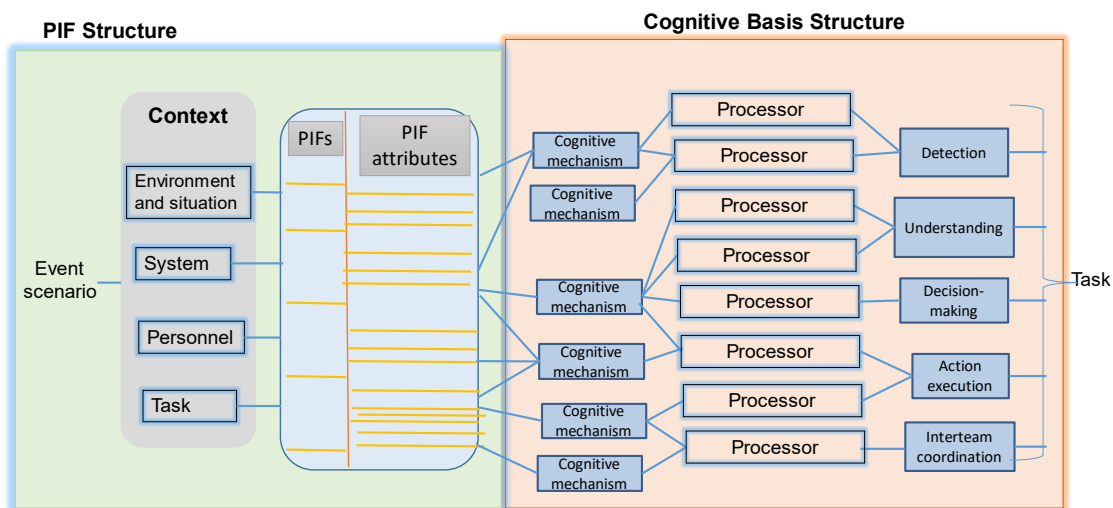 PIF Structure
Cognitive Basis Structure
Context
Environment
and situation
System
Personnel
Task
Event
scenario
PIFs
PIF
attributes
Cognitive
mechanism
Cognitive
mechanism
Cognitive
mechanism
Cognitive
mechanism
Cognitive
mechanism
Cognitive
mechanism
Processor
Processor
Processor
Processor
Processor
Processor
Processor
Processor
Detection
Understanding
Decision-
making
Action
execution
Interteam
coordination
Task